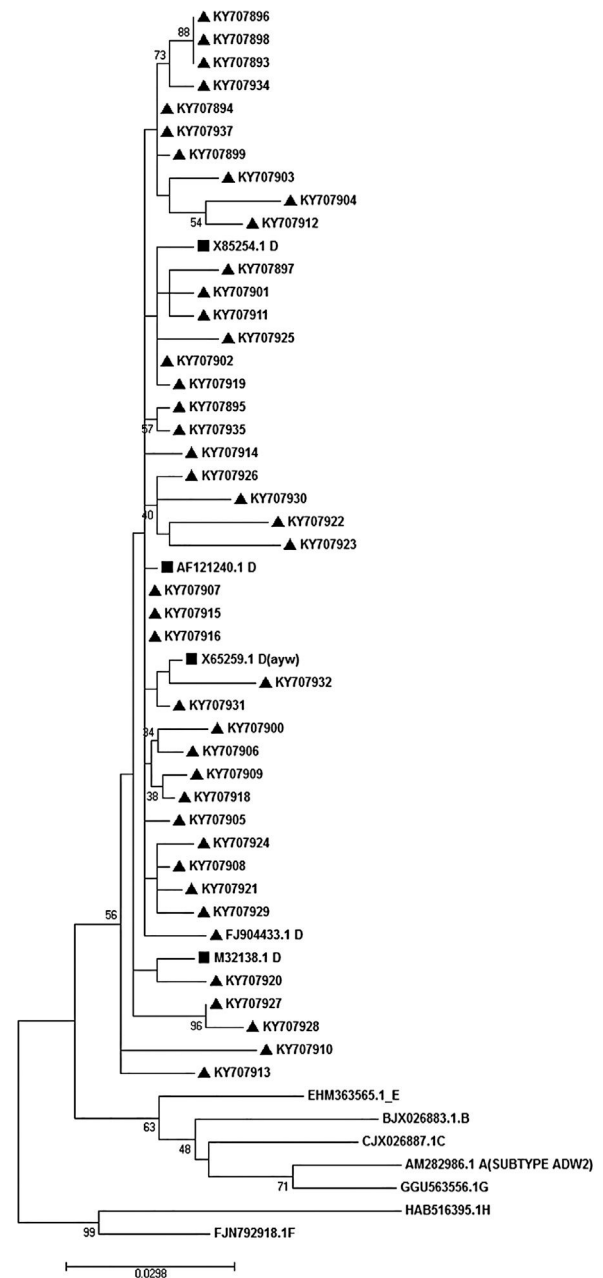 KY707896
88
KY707898
73
KY707893
KY707934
KY707894
KY707937
KY707899
KY707903
KY707904
54
KY707912
X85254.1 D
KY707897
KY707901
KY707911
KY707925
KY707902
KY707919
KY707895
57
KY707935
KY707914
KY707926
KY707930
40
KY707922
KY707923
AF121240.1 D
KY707907
KY707915
KY707916
X65259.1 D(ayw)
KY707932
KY707931
34
KY707900
KY707906
KY707909
38
KY707918
KY707905
KY707924
KY707908
KY707921
KY707929
56
FJ904433.1 D
M32138.1 D
KY707920
KY707927
96
KY707928
KY707910
KY707913
EHM363565.1_E
63
BJX026883.1.B
48
CJX026887.1C
AM282986.1 A(SUBTYPE ADW2)
71
GGU563556.1G
HAB516395.1H
99
FJN792918.1F
0.0298